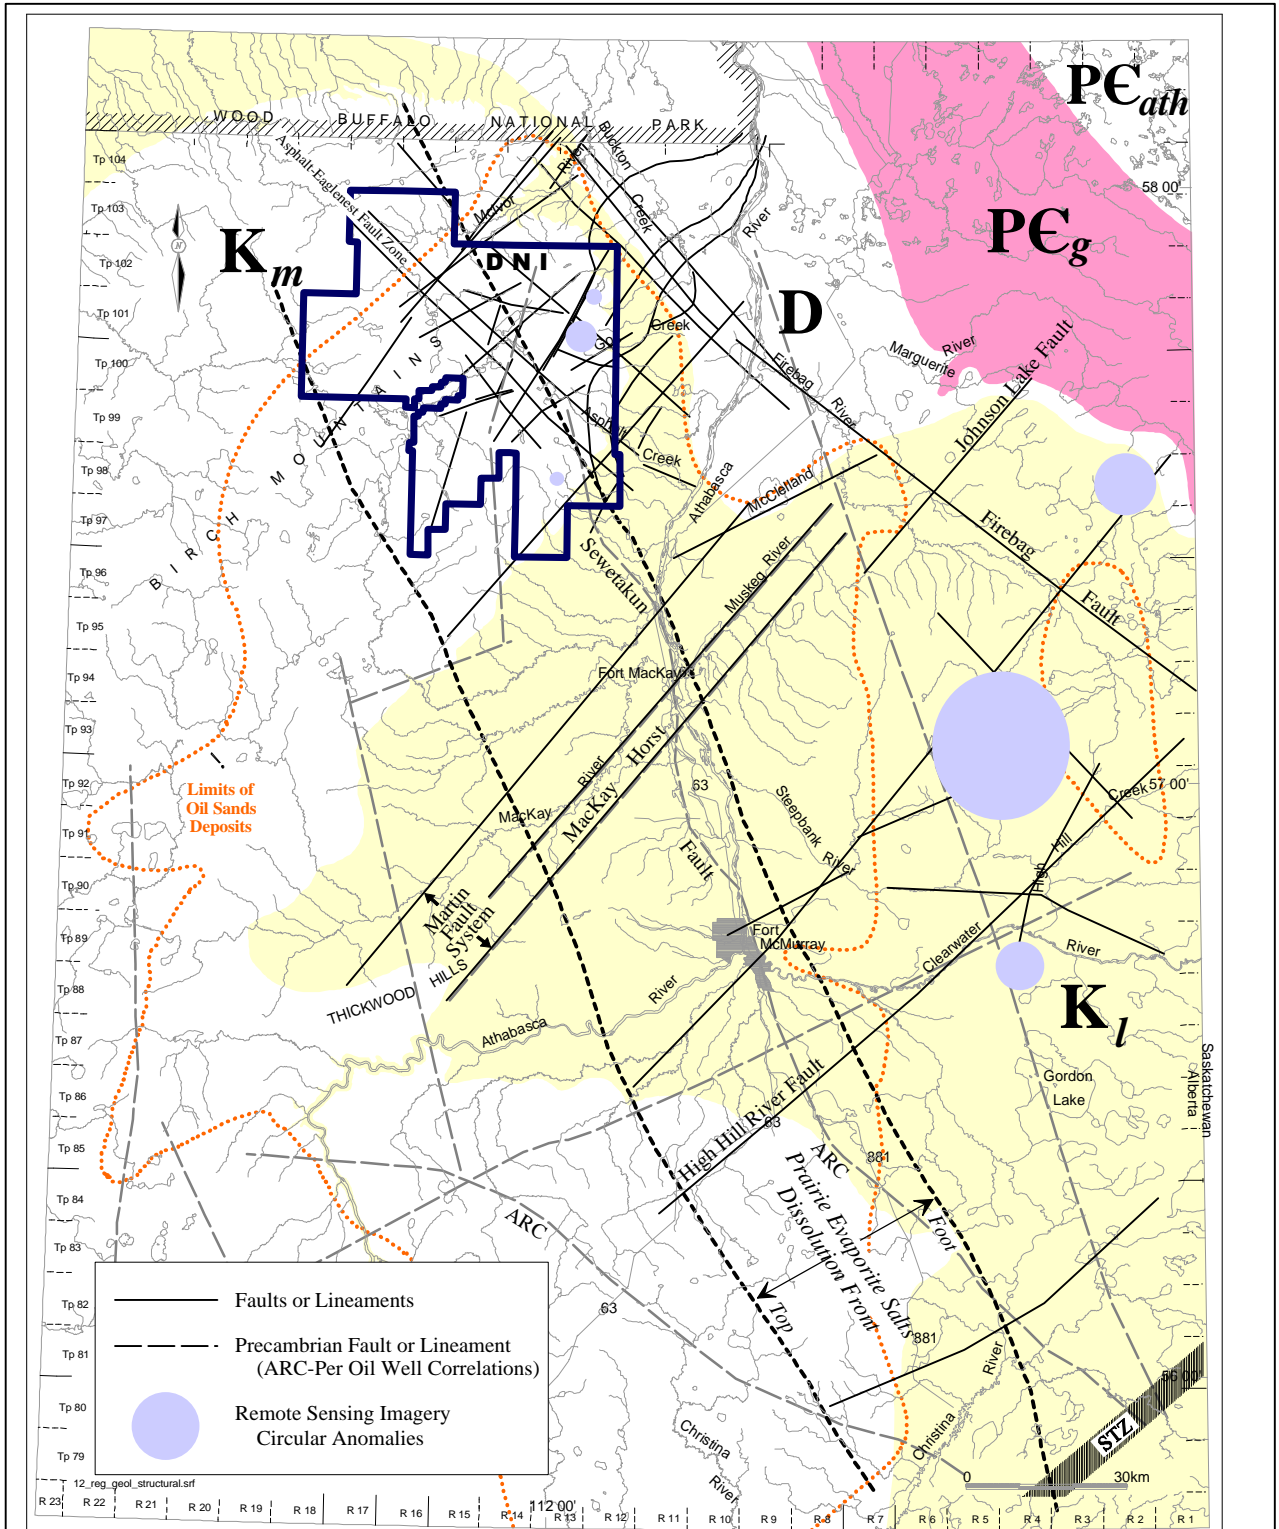 PЄath
WOOD BUFFALO NATIONAL PARK
Tp 104
Asphalt-Eaglenest Fault Zone
River
Buckton
Creek
58 00'
Tp 103
McIvor
River
PЄg
N
Km
DNI
Tp 102
D
Tp 101
Creek
Johnson Lake Fault
River
Marguerite
Tp 100
Firebag
River
BIRCH MOUNTAINS
Tp 99
Asphalt
Creek
Tp 98
Athabasca
McClelland
Tp 97
Firebag
Fault
Tp 96
Sewetakun
Muskeg River
Tp 95
Fort MacKay
Tp 94
Tp 93
MacKay Horst
River
Tp 92
63
57 00'
Creek
Limits of
Oil Sands
Deposits
MacKay
Steepbank
River
Tp 91
Fault
Hill
High
Tp 90
Martin
Fault
System
Fort
McMurray
Clearwater
River
Tp 89
THICKWOOD HILLS
River
Tp 88
Kl
Athabasca
Tp 87
Saskatchewan
Alberta
Gordon
Lake
Tp 86
High Hill River Fault
63
Tp 85
ARC
881
Prairie Evaporite Salts
Dissolution Front
Tp 84
ARC
Foot
Tp 83
Top
Tp 82
Faults or Lineaments
63
881
River
Tp 81
Precambrian Fault or Lineament
(ARC-Per Oil Well Correlations)
56 00'
Tp 80
Remote Sensing Imagery
Circular Anomalies
Christina
River
Christina
STZ
Tp 79
12_reg_geol_structural.srf
0 30km
112 00'
R 23 R 22 R 21 R 20 R 19 R 18 R 17 R 16 R 15 R 14 R 13 R 12 R 11 R 10 R 9 R 8 R 7 R 6 R 5 R 4 R 3 R 2 R 1